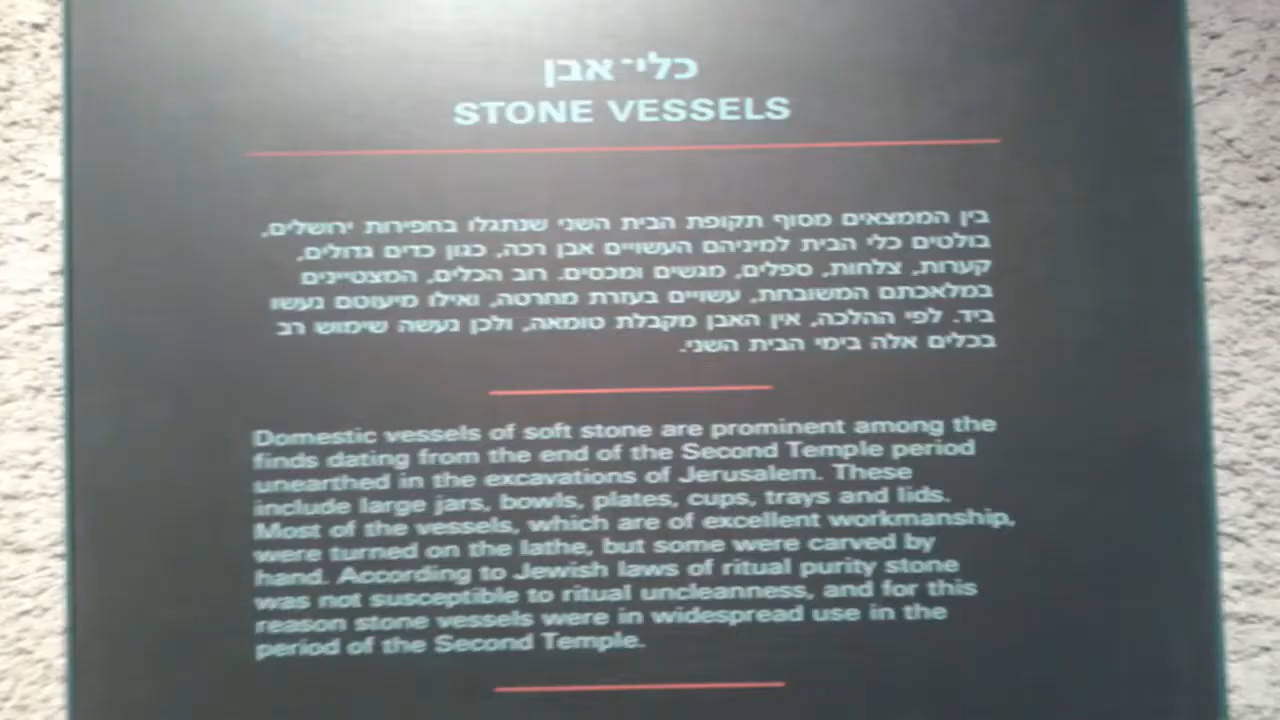 כלי־אבן
STONE VESSELS
בין הממצאים מסוף תקופת הבית השני שנתגלו בחפירות ירושלים,
בולטים כלי הבית למיניהם העשויים אבן רכה, כגון כדים גדולים,
קערות, צלחות, ספלים, מגשים ומכסים. רוב הכלים, המצטיינים
במלאכתם המשובחת, עשויים בעזרת מחרטה, ואילו מיעוטם נעשו
ביד. לפי ההלכה, אין האבן מקבלת טומאה, ולכן נעשה שימוש רב
בכלים אלה בימי הבית השני.
Domestic vessels of soft stone are prominent among the
finds dating from the end of the Second Temple period
unearthed in the excavations of Jerusalem. These
include large jars, bowls, plates, cups, trays and lids.
Most of the vessels, which are of excellent workmanship,
were turned on the lathe, but some were carved by
hand. According to Jewish laws of ritual purity stone
was not susceptible to ritual uncleanness, and for this
reason stone vessels were in widespread use in the
period of the Second Temple.